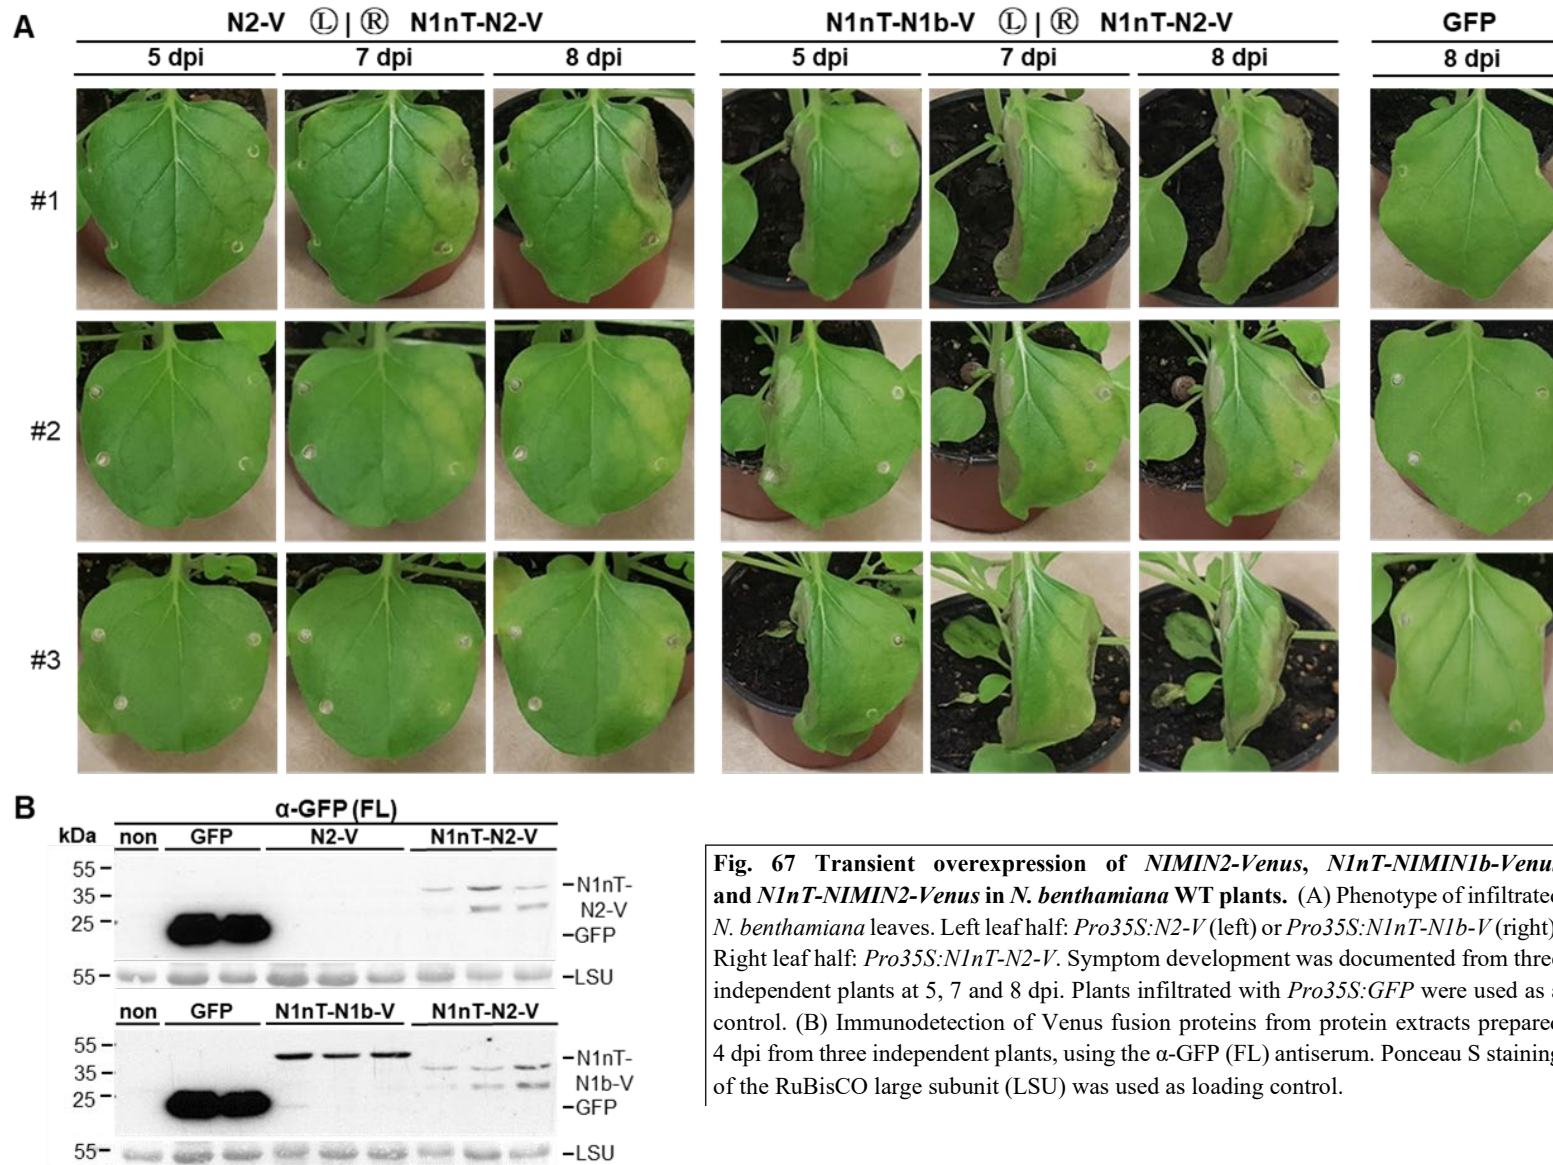 A
N2-V Ⓛ | Ⓡ N1nT-N2-V
N1nT-N1b-V Ⓛ | Ⓡ N1nT-N2-V
GFP
5 dpi 7 dpi 8 dpi
5 dpi 7 dpi 8 dpi
8 dpi
#1
#2
#3
B
α-GFP (FL)
kDa non GFP N2-V N1nT-N2-V
55
35
25
N1nT-
N2-V
GFP
55 LSU
non GFP N1nT-N1b-V N1nT-N2-V
55
35
25
N1nT-
N1b-V
GFP
55 LSU
Fig. 67 Transient overexpression of NIMIN2-Venus, N1nT-NIMIN1b-Venu
and N1nT-NIMIN2-Venus in N. benthamiana WT plants. (A) Phenotype of infiltrated
N. benthamiana leaves. Left leaf half: Pro35S:N2-V (left) or Pro35S:N1nT-N1b-V (right)
Right leaf half: Pro35S:N1nT-N2-V. Symptom development was documented from three
independent plants at 5, 7 and 8 dpi. Plants infiltrated with Pro35S:GFP were used as a
control. (B) Immunodetection of Venus fusion proteins from protein extracts prepared
4 dpi from three independent plants, using the α-GFP (FL) antiserum. Ponceau S staining
of the RuBisCO large subunit (LSU) was used as loading control.